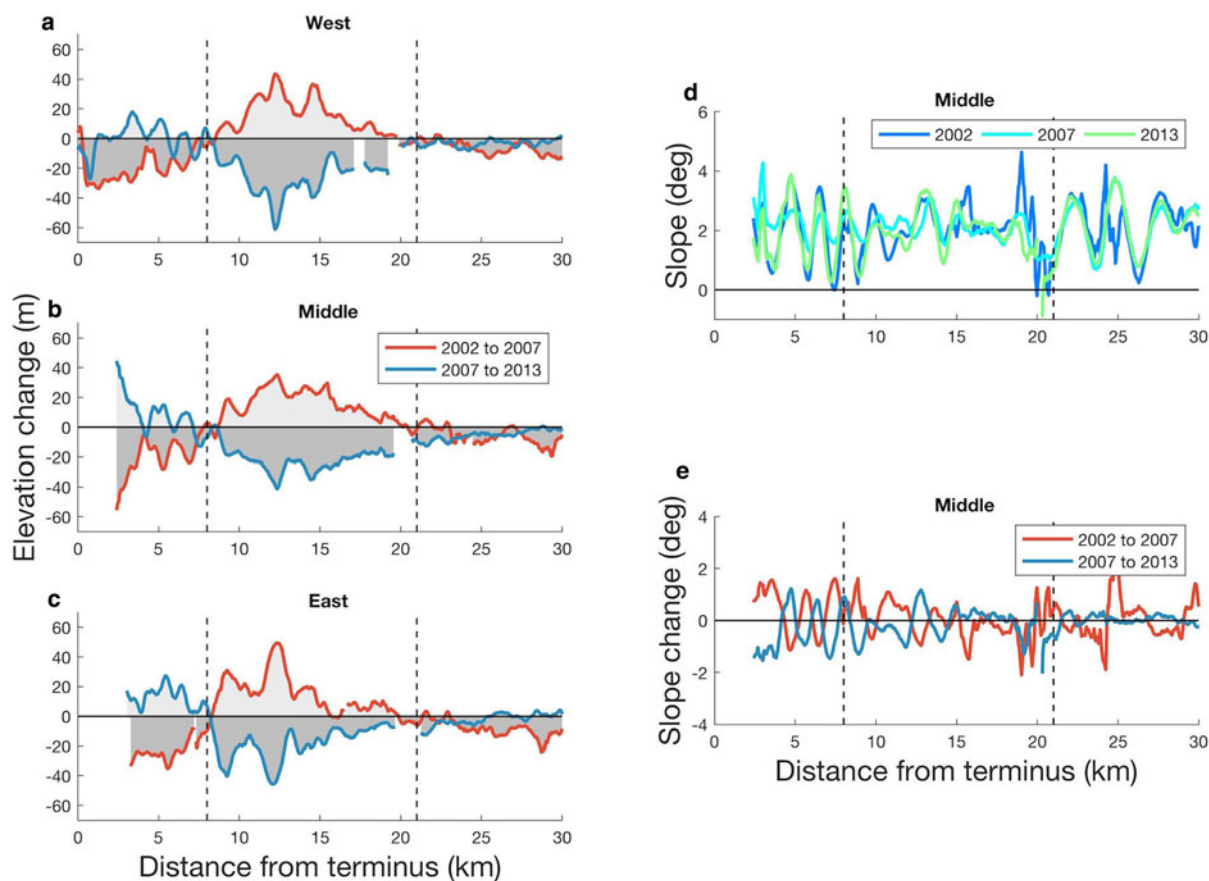 a
West
60
40
20
0
-20
-40
-60
0 5 10 15 20 25 30
b
Middle
60
40
20
0
-20
-40
-60
2002 to 2007
2007 to 2013
0 5 10 15 20 25 30
Elevation change (m)
c
East
60
40
20
0
-20
-40
-60
0 5 10 15 20 25 30
Distance from terminus (km)
d
Middle
6
4
2
0
2002 2007 2013
Slope (deg)
0 5 10 15 20 25 30
e
Middle
4
2
0
-2
-4
2002 to 2007
2007 to 2013
Slope change (deg)
0 5 10 15 20 25 30
Distance from terminus (km)